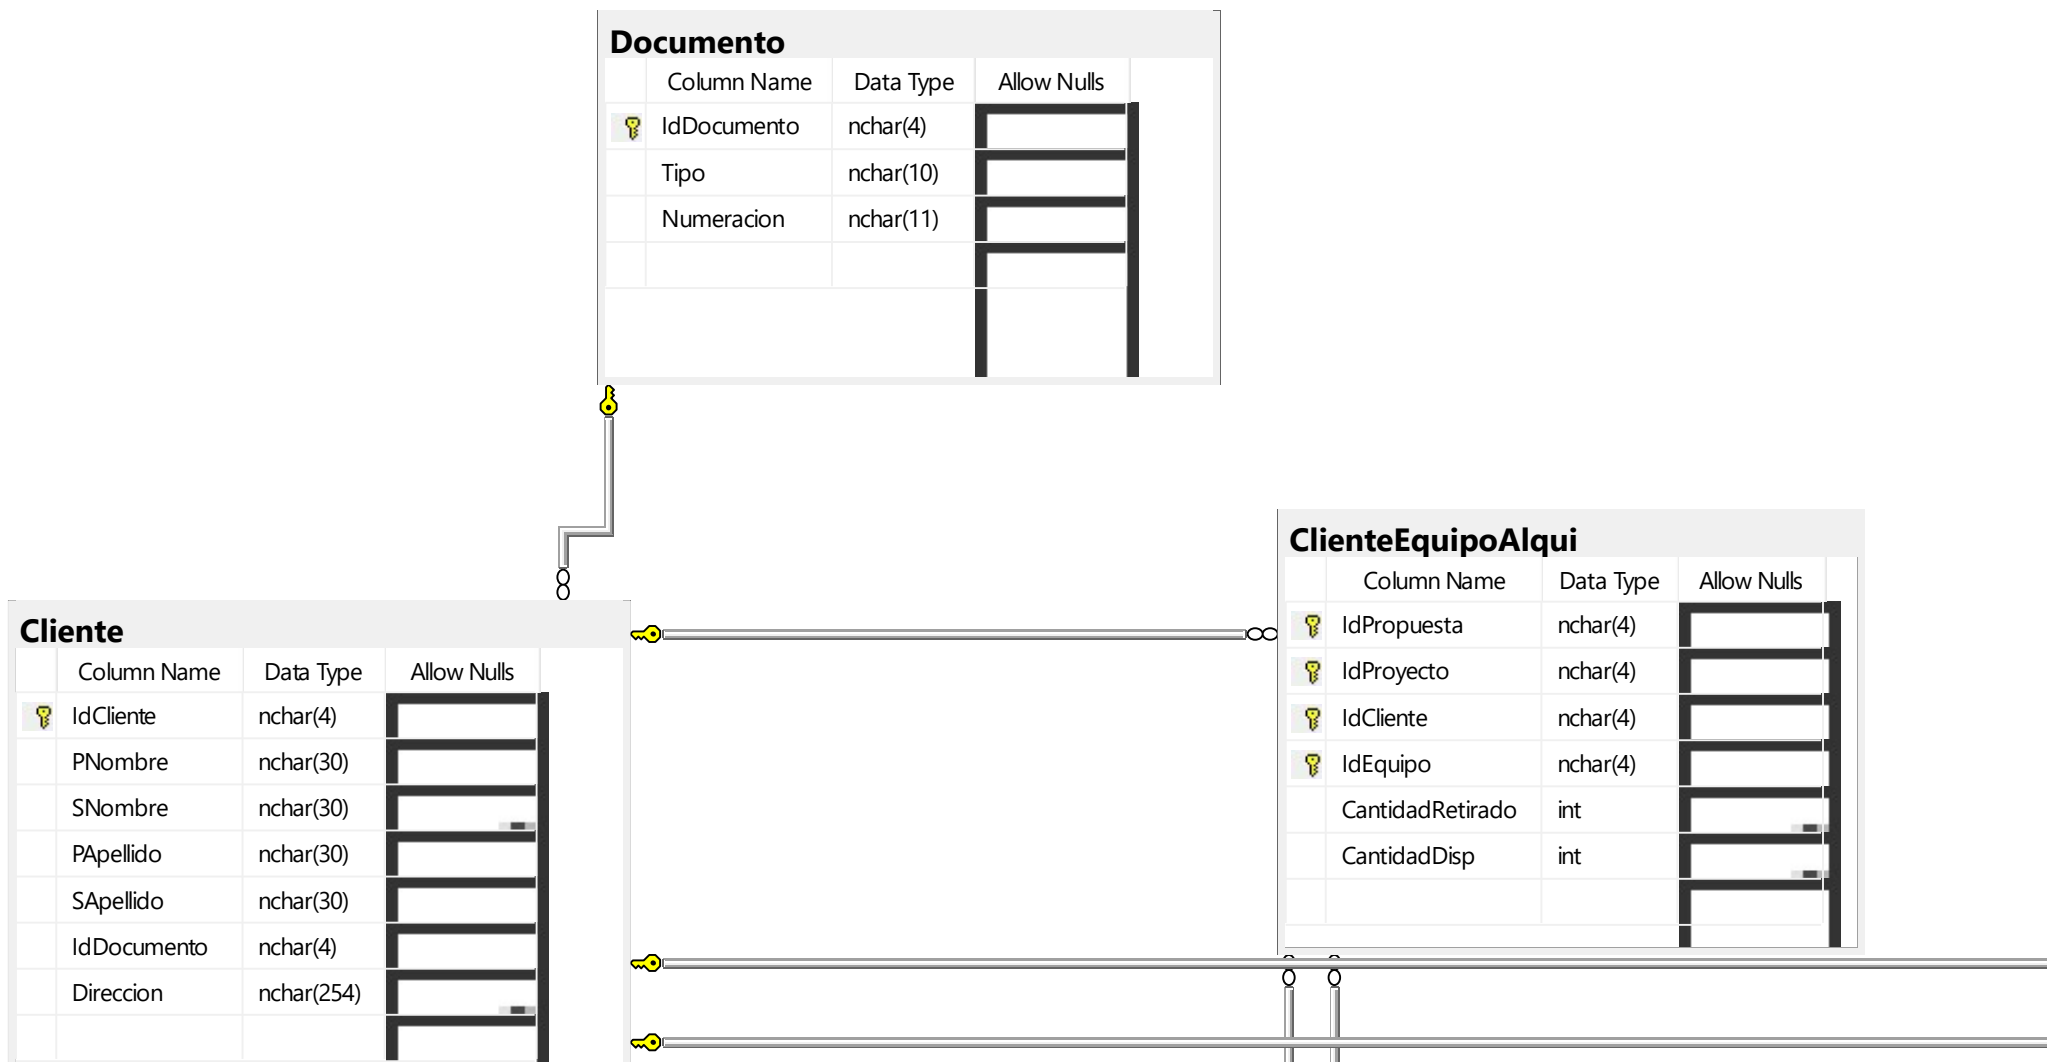 Documento
Column Name Data Type Allow Nulls
IdDocumento nchar(4)
Tipo nchar(10)
Numeracion nchar(11)
ClienteEquipoAlqui
Column Name Data Type Allow Nulls
IdPropuesta nchar(4)
IdProyecto nchar(4)
IdCliente nchar(4)
IdEquipo nchar(4)
CantidadRetirado int
CantidadDisp int
Cliente
Column Name Data Type Allow Nulls
IdCliente nchar(4)
PNombre nchar(30)
SNombre nchar(30)
PApellido nchar(30)
SApellido nchar(30)
IdDocumento nchar(4)
Direccion nchar(254)